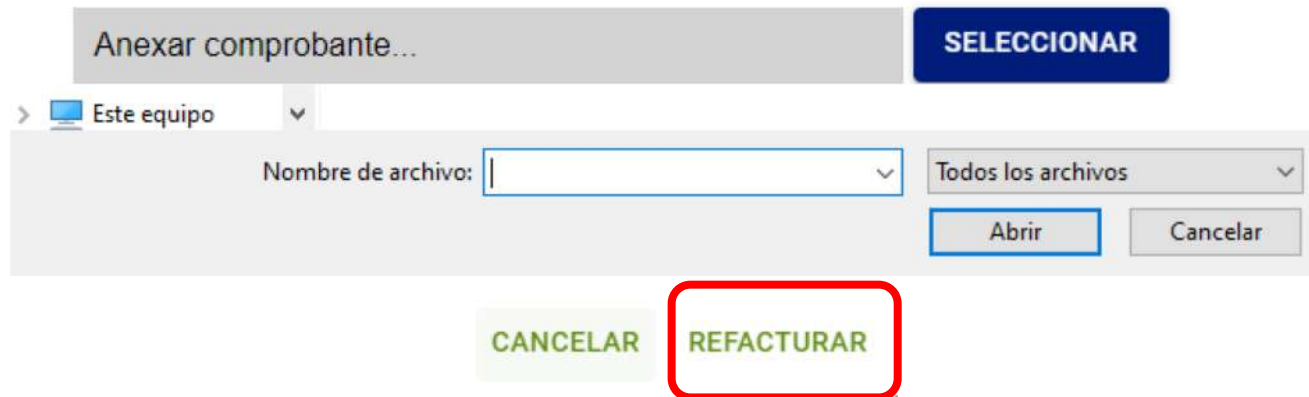 Anexar comprobante... SELECCIONAR
Este equipo
Nombre de archivo: Todos los archivos
Abrir Cancelar
CANCELAR REFACTURAR